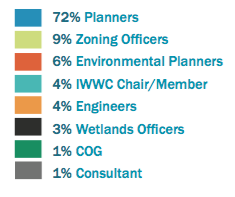 72% Planners
9% Zoning Officers
6% Environmental Planners
4% IWWC Chair/Member
4% Engineers
3% Wetlands Officers
1% COG
1% Consultant